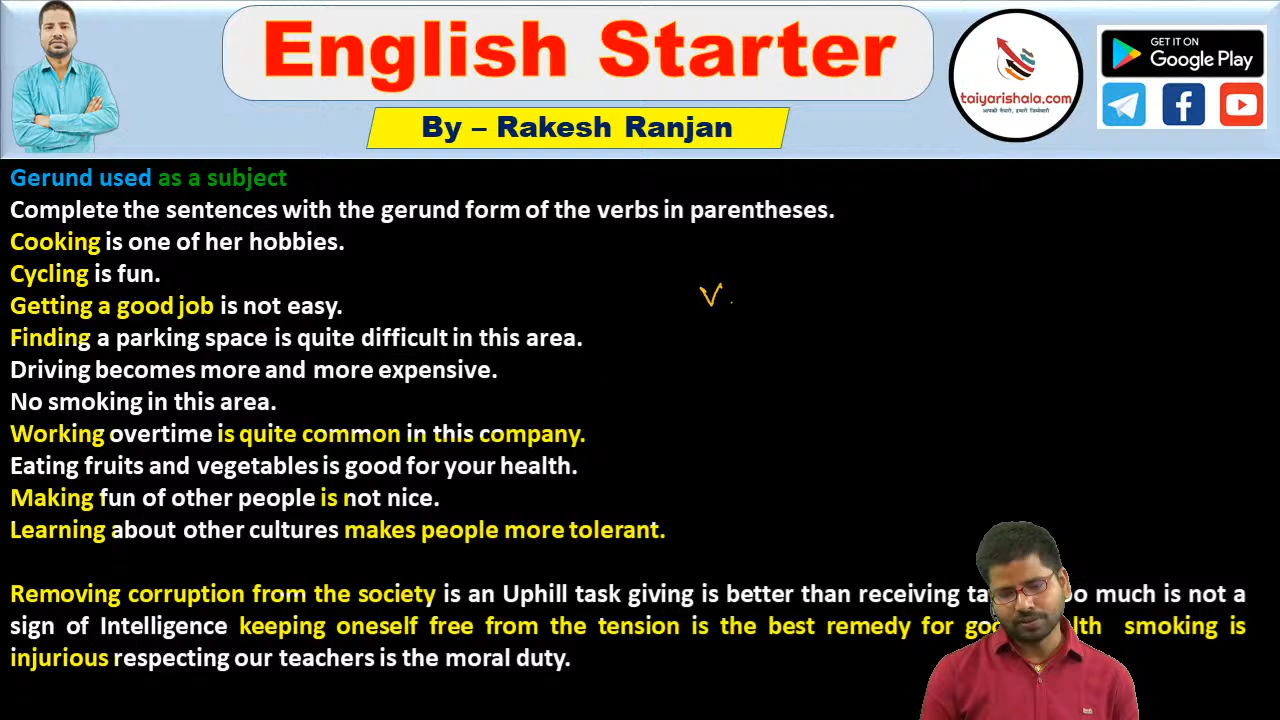 English Starter
By – Rakesh Ranjan
taiyarishala.com
आपकी तैयारी, हमारी जिम्मेवारी
GET IT ON
Google Play
Gerund used as a subject
Complete the sentences with the gerund form of the verbs in parentheses.
Cooking is one of her hobbies.
Cycling is fun.
V
Getting a good job is not easy.
Finding a parking space is quite difficult in this area.
Driving becomes more and more expensive.
No smoking in this area.
Working overtime is quite common in this company.
Eating fruits and vegetables is good for your health.
Making fun of other people is not nice.
Learning about other cultures makes people more tolerant.
Removing corruption from the society is an Uphill task giving is better than receiving much is not a
sign of Intelligence keeping oneself free from the tension is the best remedy for smoking is
injurious respecting our teachers is the moral duty.